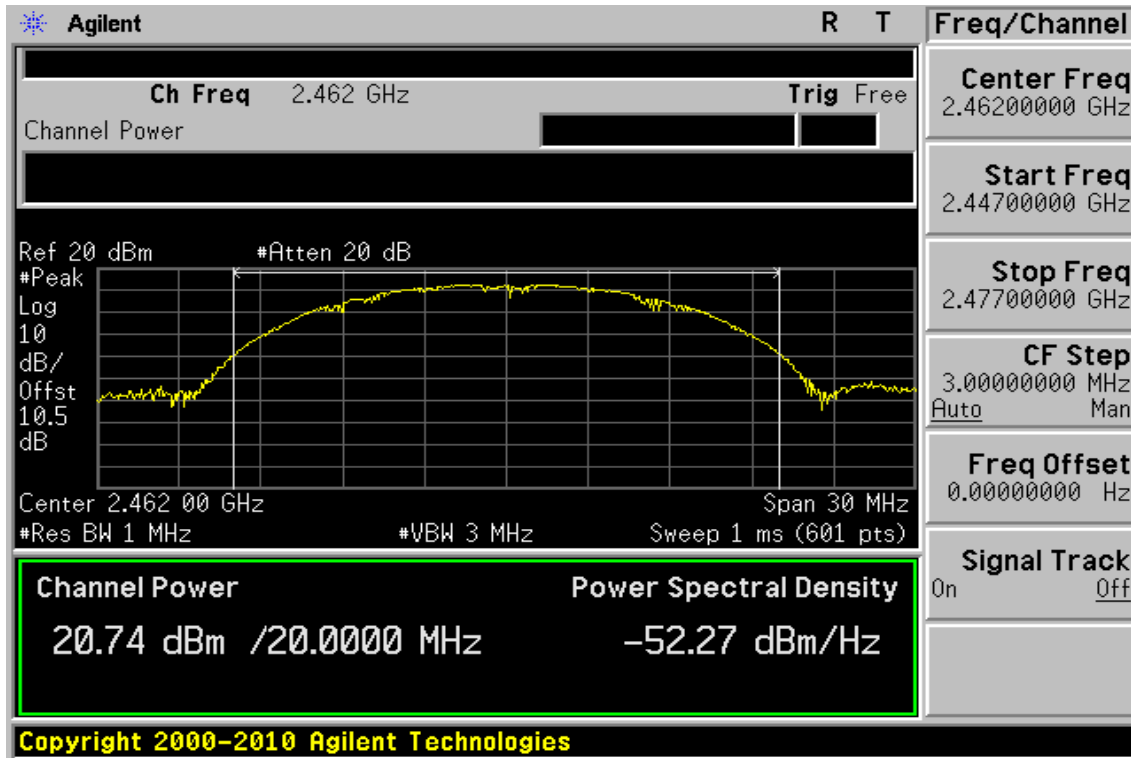 Agilent R T
Freq/Channel
Ch Freq 2.462 GHz Trig Free
Channel Power
Center Freq
2.46200000 GHz
Start Freq
2.44700000 GHz
Stop Freq
2.47700000 GHz
CF Step
3.00000000 MHz
Auto Man
Freq Offset
0.00000000 Hz
Signal Track
On Off
Ref 20 dBm #Atten 20 dB
#Peak
Log
10
dB/
Offst
10.5
dB
Center 2.462 00 GHz Span 30 MHz
#Res BW 1 MHz #VBW 3 MHz Sweep 1 ms (601 pts)
Channel Power Power Spectral Density
20.74 dBm /20.0000 MHz -52.27 dBm/Hz
Copyright 2000-2010 Agilent Technologies